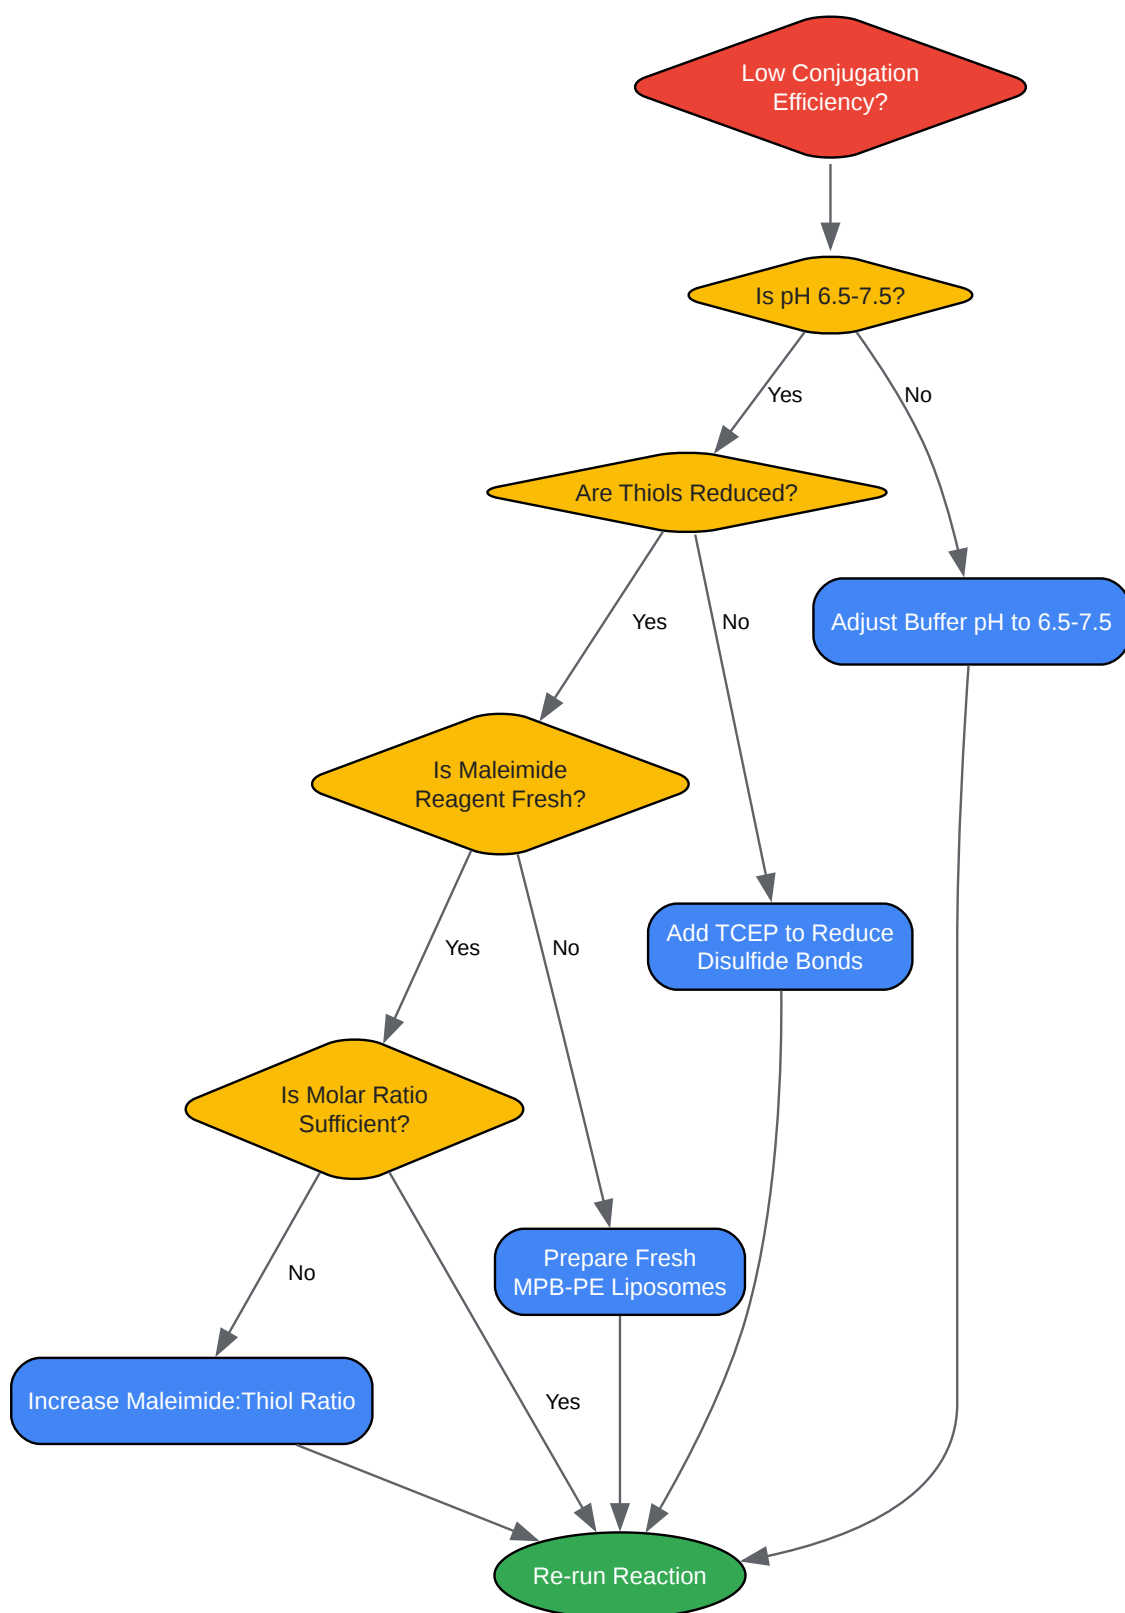 Low Conjugation
Efficiency?
Is pH 6.5-7.5?
Yes
No
Are Thiols Reduced?
Yes
No
Adjust Buffer pH to 6.5-7.5
Is Maleimide
Reagent Fresh?
Yes
No
Add TCEP to Reduce
Disulfide Bonds
Is Molar Ratio
Sufficient?
No
Yes
Prepare Fresh
MPB-PE Liposomes
Increase Maleimide:Thiol Ratio
Re-run Reaction